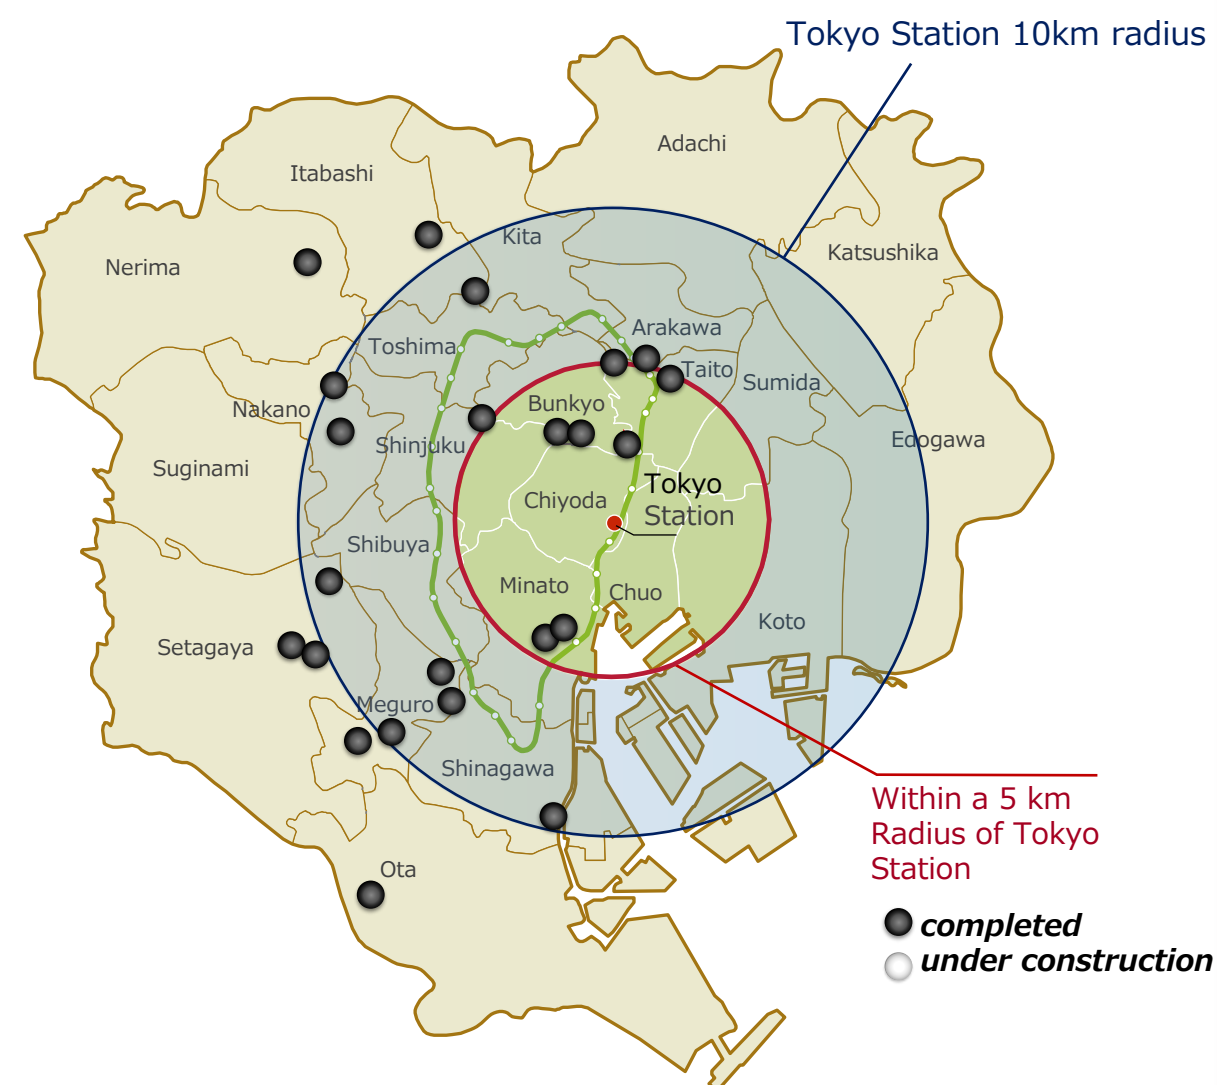 Tokyo Station 10km radius
Adachi
Itabashi
Kita
Katsushika
Nerima
Arakawa
Toshima
Taito
Sumida
Nakano
Bunkyo
Shinjuku
Edogawa
Suginami
Tokyo
Station
Chiyoda
Shibuya
Minato
Chuo
Koto
Setagaya
Meguro
Shinagawa
Within a 5 km
Radius of Tokyo
Station
Ota
completed
under construction